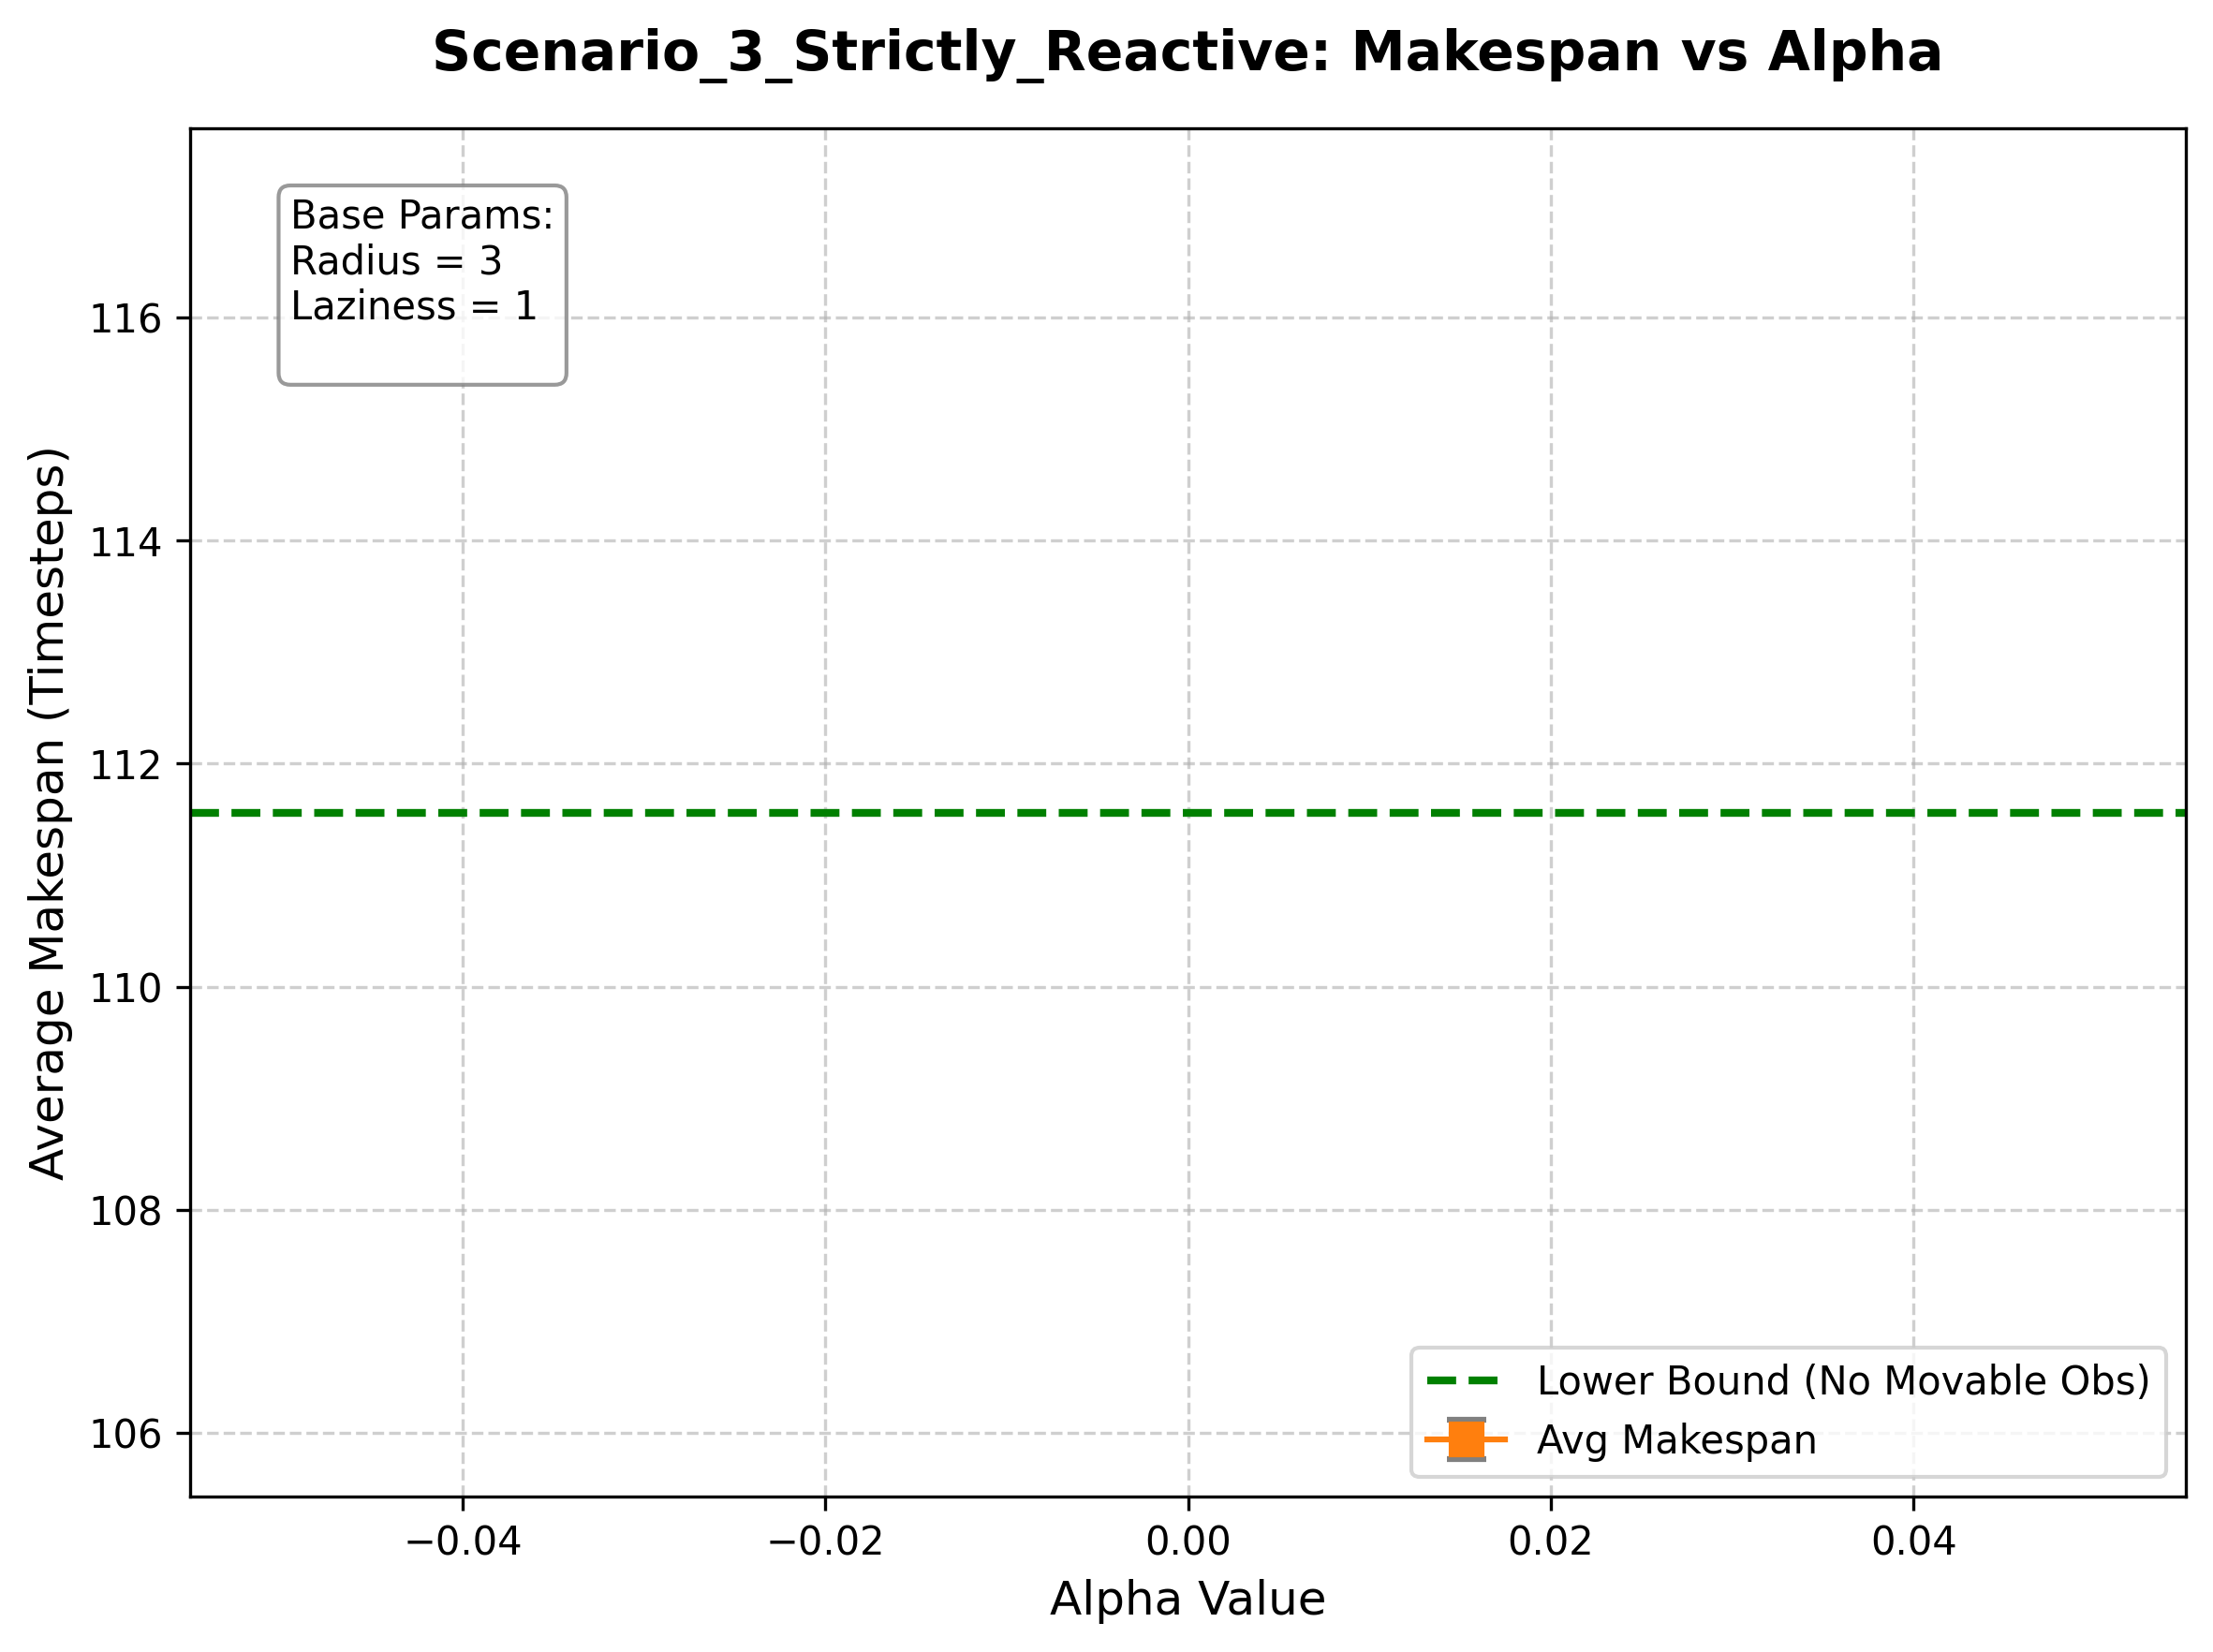 Scenario_3_Strictly_Reactive: Makespan vs Alpha
Base Params:
Radius = 3
Laziness = 1
Average Makespan (Timesteps)
116
114
112
110
108
106
Lower Bound (No Movable Obs)
Avg Makespan
−0.04
−0.02
0.00
0.02
0.04
Alpha Value